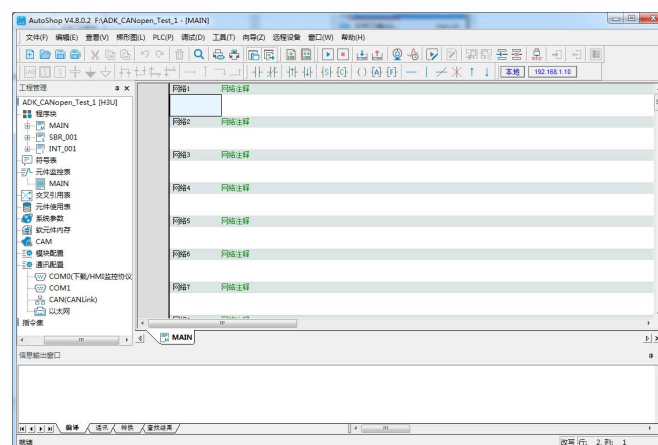 AutoShop V4.8.0.2 F:\ADK_CANopen_Test_1 - [MAIN]
文件(F) 编辑(E) 查看(V) 梯形图(L) PLC(P) 调试(D) 工具(T) 向导(Z) 远程设备 窗口(W) 帮助(H)
本地 192.168.1.10
工程管理
ADK_CANopen_Test_1 [H3U]
程序块
MAIN
SBR_001
INT_001
符号表
元件监控表
MAIN
交叉引用表
元件使用表
系统参数
软元件内存
CAM
模块配置
通讯配置
COM0(下载/HMI监控协议
COM1
CAN(CANLink)
以太网
指令集
网络1 网络注释
网络2 网络注释
网络3 网络注释
网络4 网络注释
网络5 网络注释
网络6 网络注释
网络7 网络注释
MAIN
信息输出窗口
编译 通讯 转换 查找结果
就绪
改写 行: 2, 列: 1